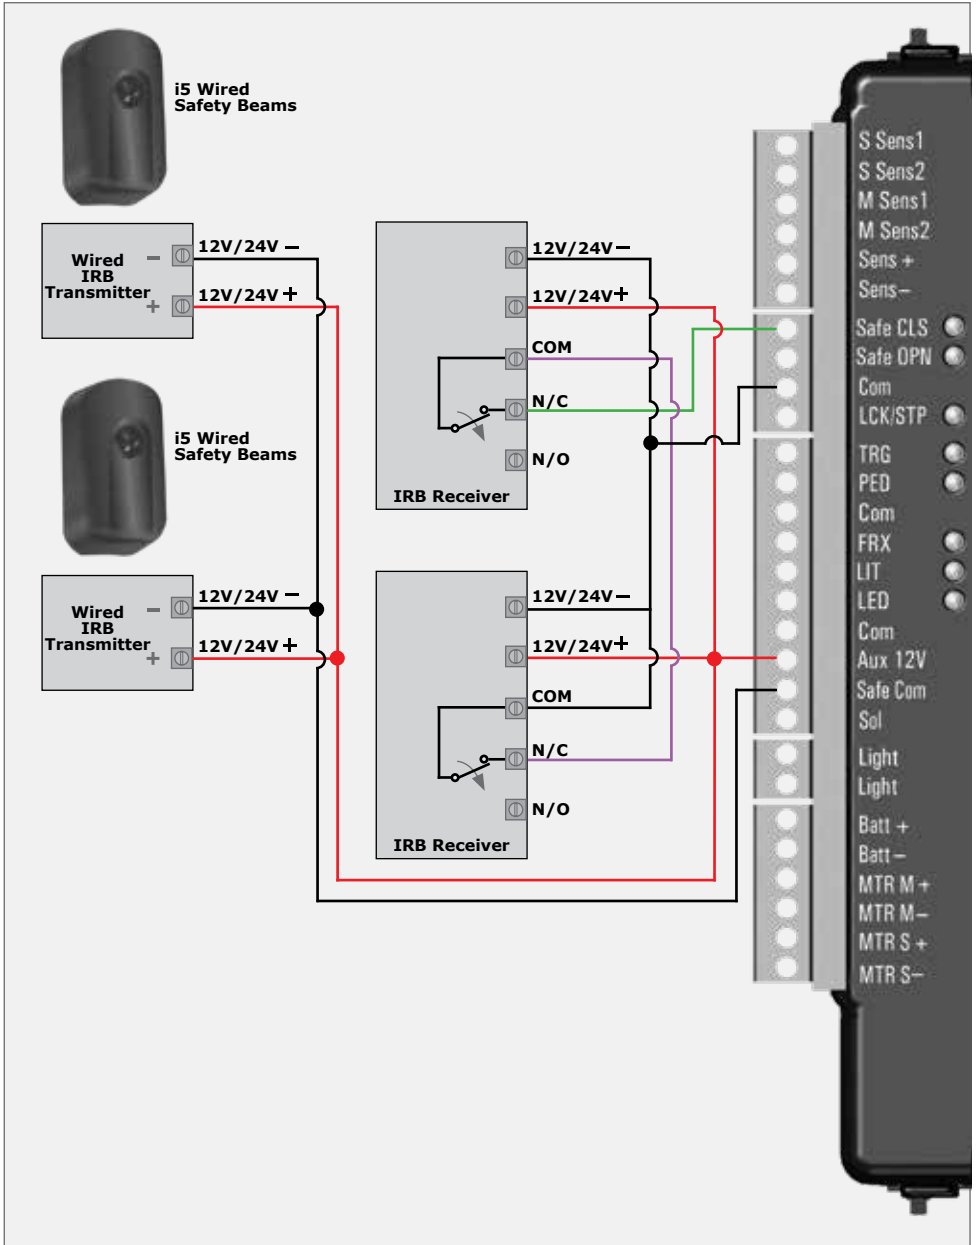 i5 Wired
Safety Beams
Wired
IRB
Transmitter
−
+
12V/24V −
12V/24V +
i5 Wired
Safety Beams
Wired
IRB
Transmitter
−
+
12V/24V −
12V/24V +
12V/24V −
12V/24V +
COM
N/C
N/O
IRB Receiver
12V/24V −
12V/24V +
COM
N/C
N/O
IRB Receiver
S Sens1
S Sens2
M Sens1
M Sens2
Sens +
Sens−
Safe CLS
Safe OPN
Com
LCK/STP
TRG
PED
Com
FRX
LIT
LED
Com
Aux 12V
Safe Com
Sol
Light
Light
Batt +
Batt −
MTR M +
MTR M−
MTR S +
MTR S−